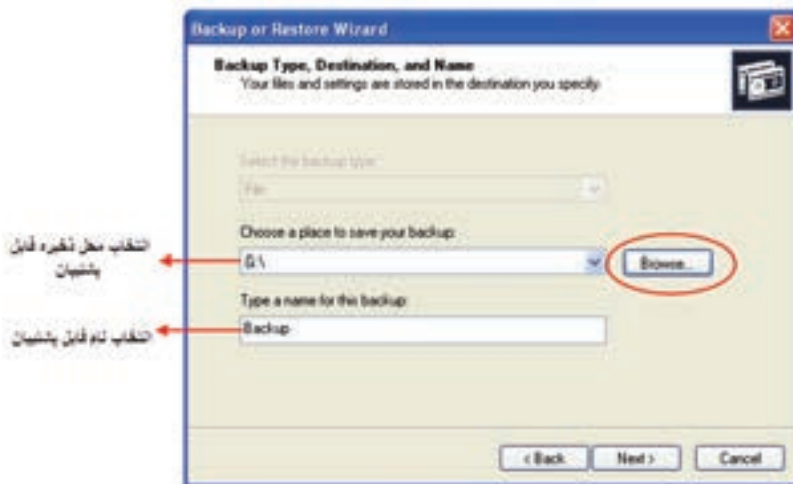 Backup or Restore Wizard
Backup Type, Destination, and Name
Your files and settings are stored in the destination you specify.
Select the backup type:
File
Choose a place to save your backup:
G:\
Browse...
انتخاب محل ذخیره فایل
پشتیبان
Type a name for this backup:
Backup
انتخاب نام فایل پشتیبان
< Back
Next >
Cancel